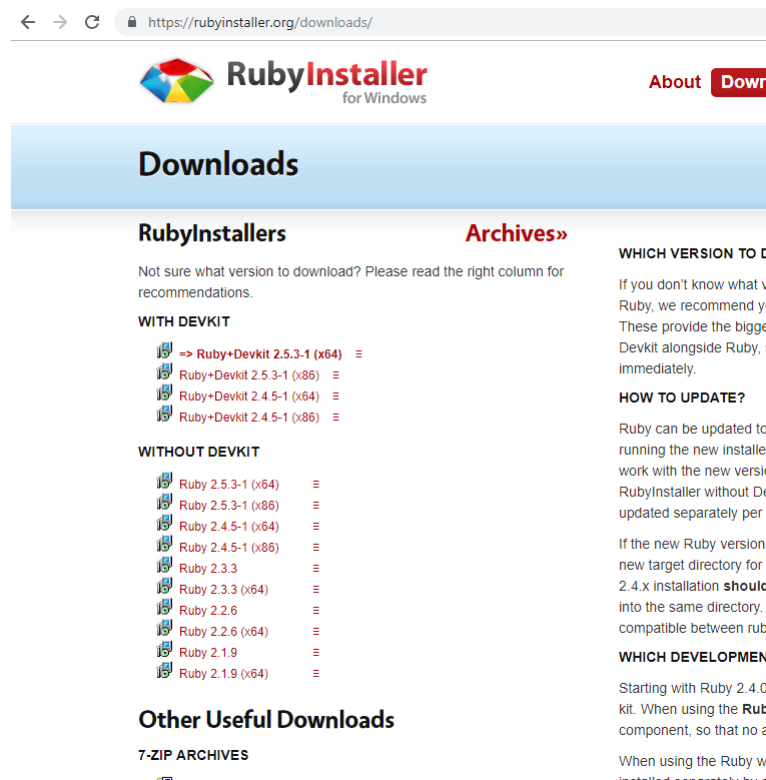 https://rubyinstaller.org/downloads/
RubyInstaller
for Windows
About
Downloads
RubyInstallers
Archives»
Not sure what version to download? Please read the right column for
recommendations.
WITH DEVKIT
=> Ruby+Devkit 2.5.3-1 (x64)
Ruby+Devkit 2.5.3-1 (x86)
Ruby+Devkit 2.4.5-1 (x64)
Ruby+Devkit 2.4.5-1 (x86)
WITHOUT DEVKIT
Ruby 2.5.3-1 (x64)
Ruby 2.5.3-1 (x86)
Ruby 2.4.5-1 (x64)
Ruby 2.4.5-1 (x86)
Ruby 2.3.3
Ruby 2.3.3 (x64)
Ruby 2.2.6
Ruby 2.2.6 (x64)
Ruby 2.1.9
Ruby 2.1.9 (x64)
Other Useful Downloads
7-ZIP ARCHIVES
WHICH VERSION TO
If you don't know what
Ruby, we recommend
These provide the
Devkit alongside Ruby,
immediately.
HOW TO UPDATE?
Ruby can be updated to
running the new
work with the new
RubyInstaller without
updated separately per
If the new Ruby version
new target directory for
2.4.x installation should
into the same directory.
compatible between
WHICH
Starting with Ruby 2.4.0
kit. When using the
component, so that no
When using the Ruby